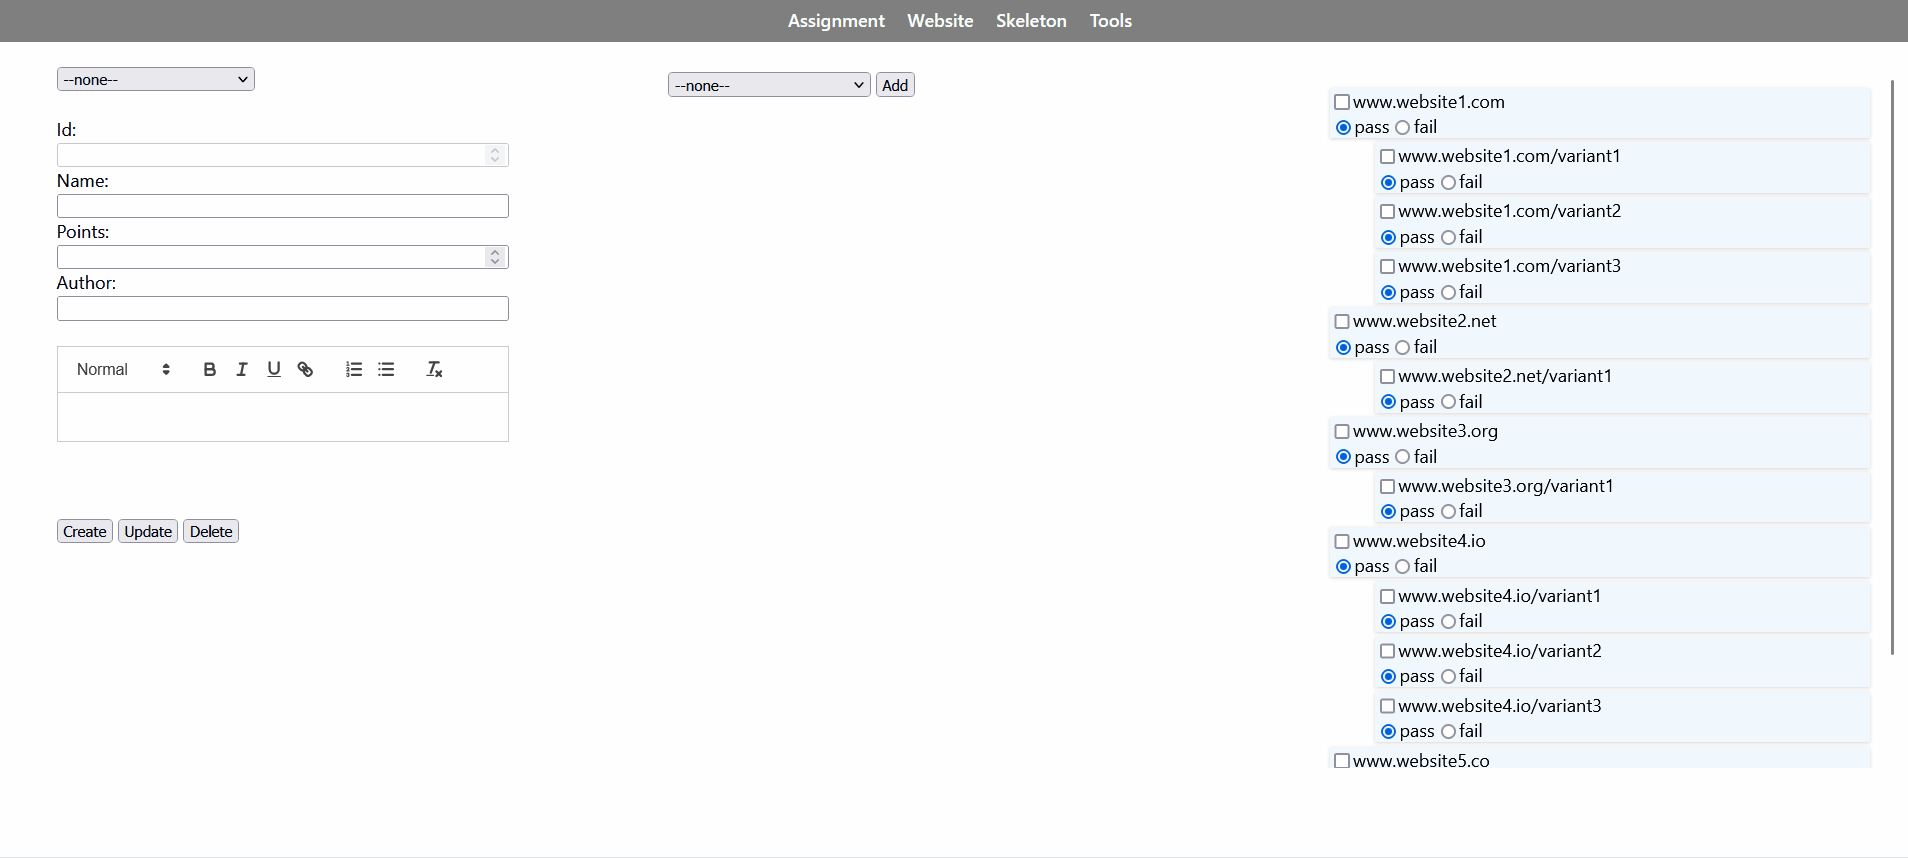 Assignment Website Skeleton Tools
--none--
Id:
Name:
Points:
Author:
Normal B I U
Create Update Delete
--none-- Add
www.website1.com
pass fail
www.website1.com/variant1
pass fail
www.website1.com/variant2
pass fail
www.website1.com/variant3
pass fail
www.website2.net
pass fail
www.website2.net/variant1
pass fail
www.website3.org
pass fail
www.website3.org/variant1
pass fail
www.website4.io
pass fail
www.website4.io/variant1
pass fail
www.website4.io/variant2
pass fail
www.website4.io/variant3
pass fail
www.website5.co